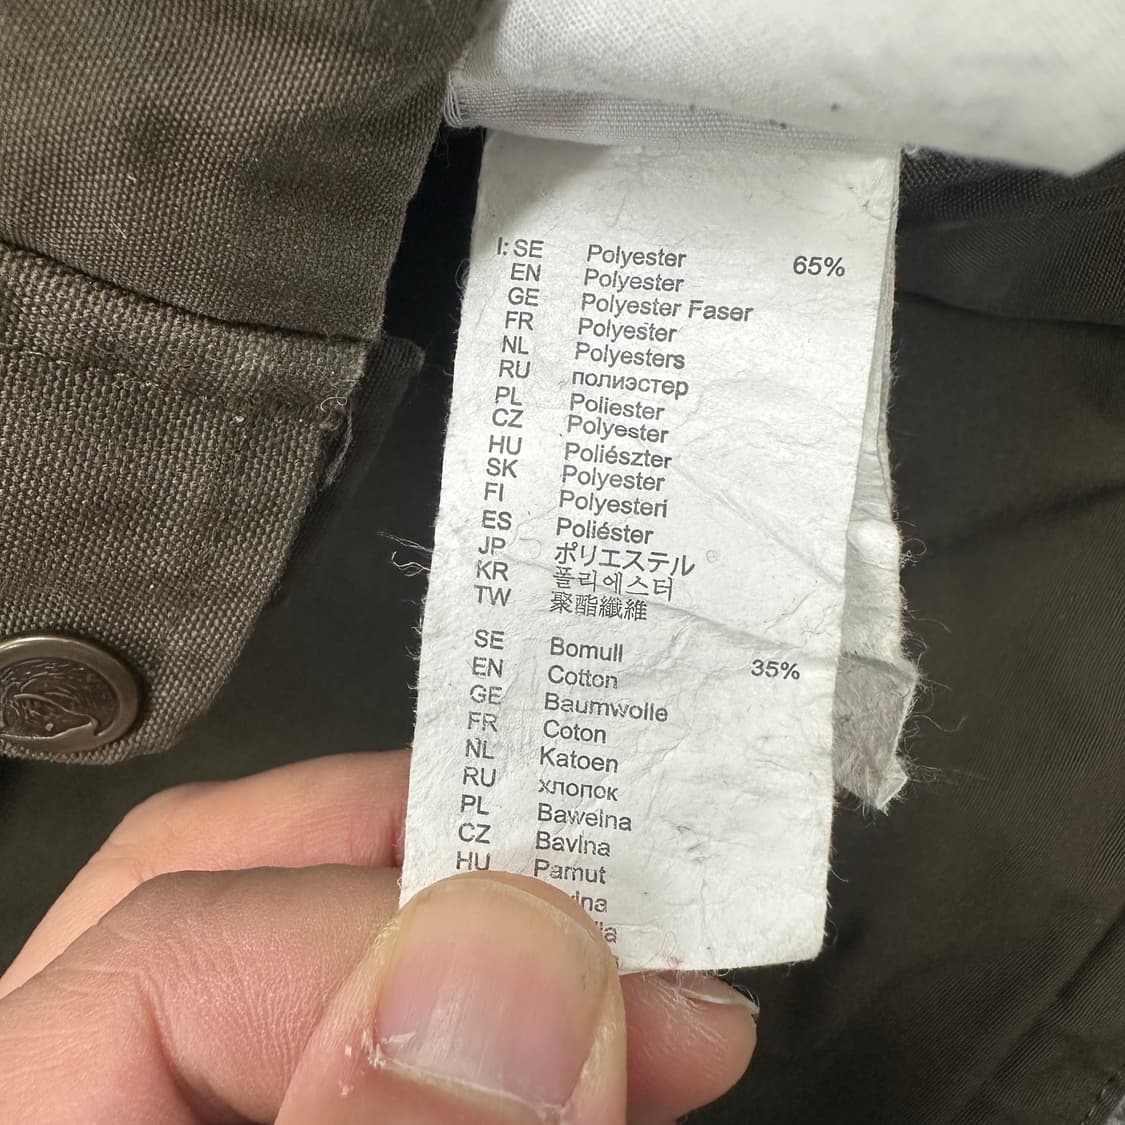 I: SE Polyester 65%
EN Polyester
GE Polyester Faser
FR Polyester
NL Polyesters
RU полиэстер
PL Poliester
CZ Polyester
HU Poliészter
SK Polyester
FI Polyesteri
ES Poliéster
JP ポリエステル
KR 폴리에스터
TW 聚酯纖維
SE Bomull 35%
EN Cotton
GE Baumwolle
FR Coton
NL Katoen
RU хлопок
PL Bawełna
CZ Bavlna
HU Pamut